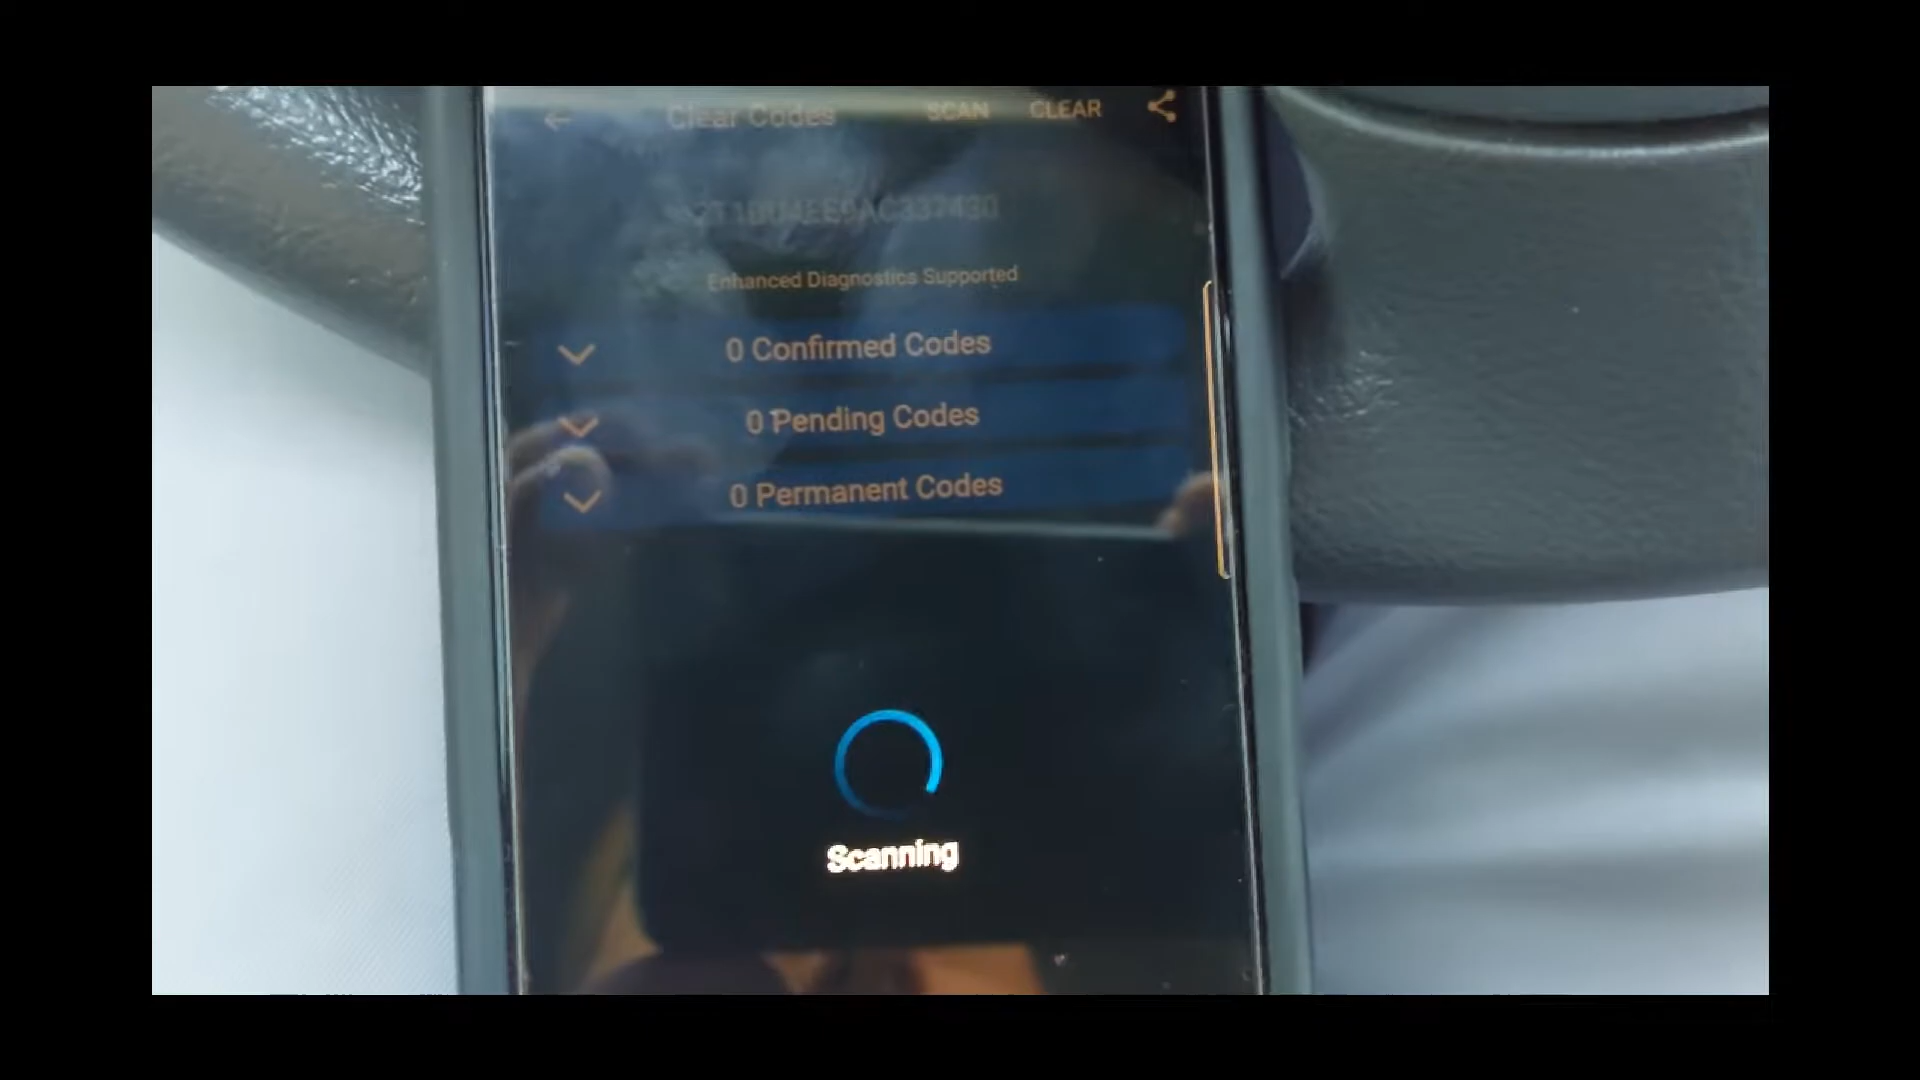 Clear Codes SCAN CLEAR
Enhanced Diagnostics Supported
0 Confirmed Codes
0 Pending Codes
0 Permanent Codes
Scanning